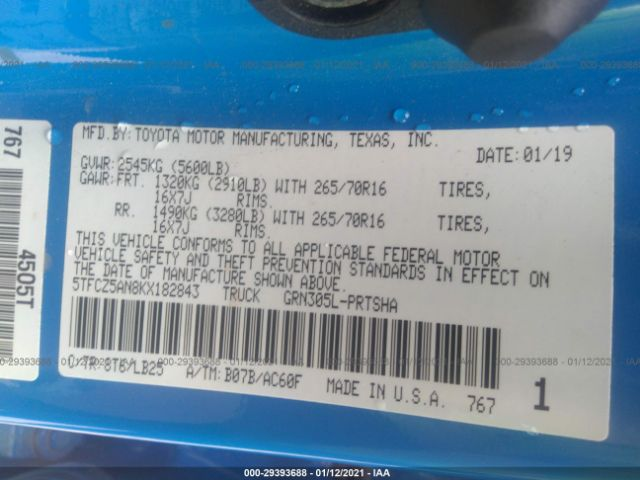 MFD.BY:TOYOTA MOTOR MANUFACTURING, TEXAS, INC.
DATE:01/19
GVWR:2545KG (5600LB)
GAWR:FRT. 1320KG (2910LB) WITH 265/70R16 TIRES,
16X7J RIMS.
RR. 1490KG (3280LB) WITH 265/70R16 TIRES,
16X7J RIMS.
THIS VEHICLE CONFORMS TO ALL APPLICABLE FEDERAL MOTOR
VEHICLE SAFETY AND THEFT PREVENTION STANDARDS IN EFFECT ON
THE DATE OF MANUFACTURE SHOWN ABOVE.
5TFCZ5AN0KX182843 TRUCK GRN305L-PRTSHA
C/TR:8T6/LB25 A/TM:B07B/AC60F
MADE IN U.S.A. 767
1
767
4505T
000-29393688 - 01/12/2021 - IAA